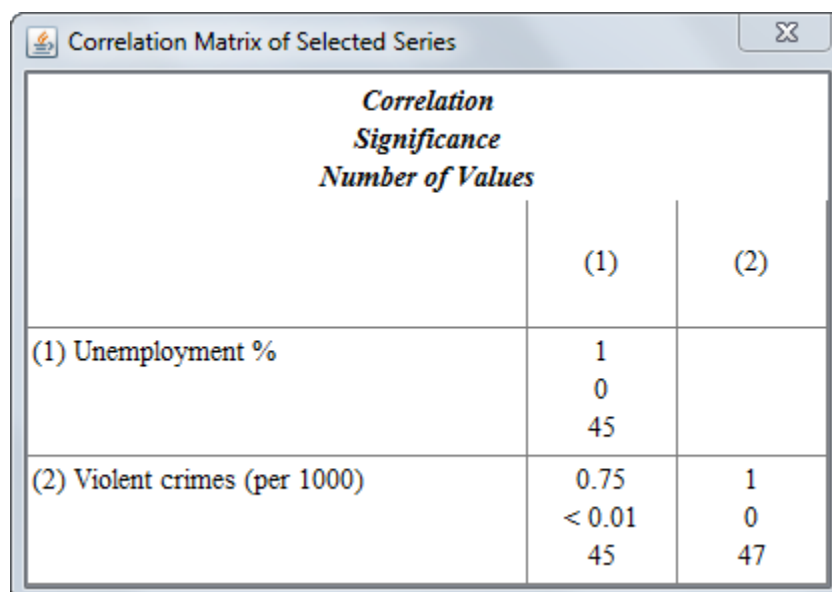 Correlation Matrix of Selected Series
Correlation
Significance
Number of Values
(1) (2)
(1) Unemployment % 1
0
45
(2) Violent crimes (per 1000) 0.75 1
< 0.01 0
45 47